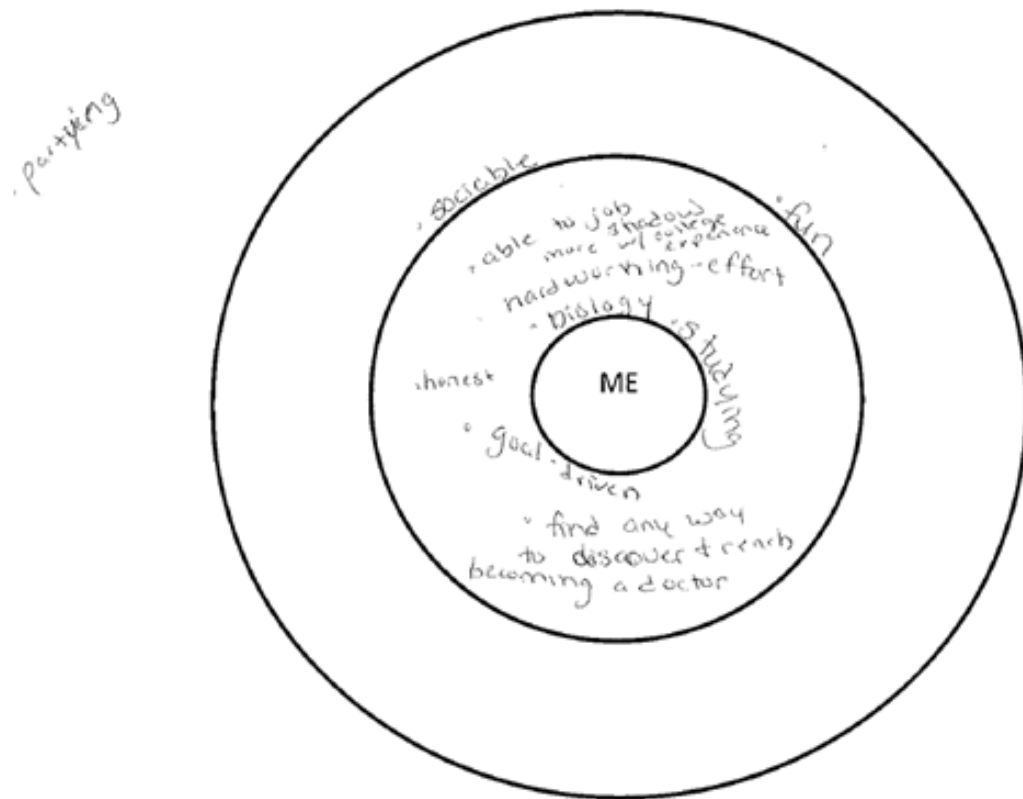 . partying
. sociable
. fun
. able to job
shadow
more w/ college
experience
. hardworking - effort
. biology
. studying
ME
. honest
. goal-driven
. find any way
to discover & reach
becoming a doctor